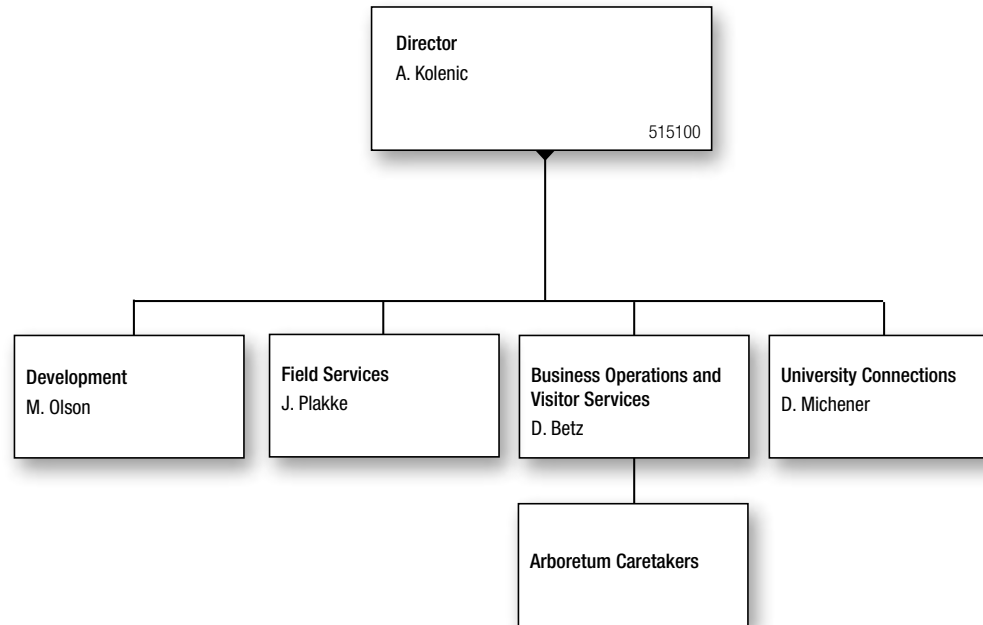 Director
A. Kolenic
515100
Development
M. Olson
Field Services
J. Plakke
Business Operations and
Visitor Services
D. Betz
University Connections
D. Michener
Arboretum Caretakers